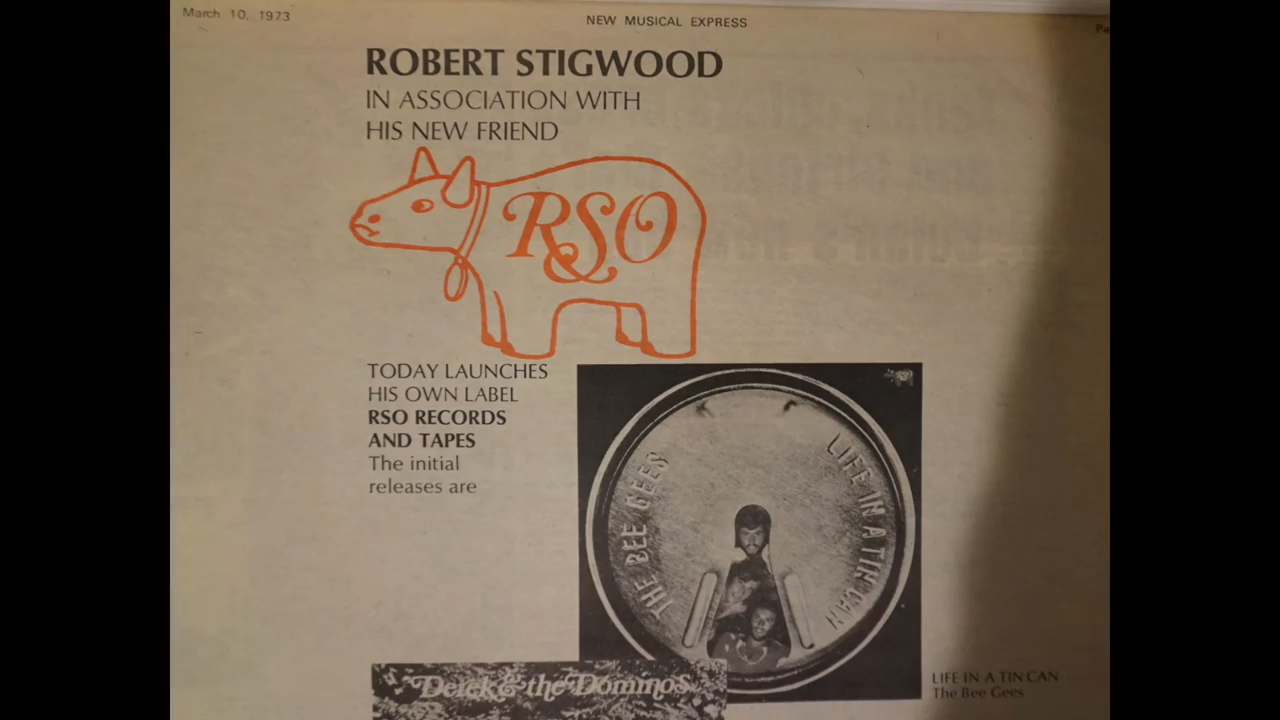 March 10, 1973
NEW MUSICAL EXPRESS
ROBERT STIGWOOD
IN ASSOCIATION WITH
HIS NEW FRIEND
RSO
TODAY LAUNCHES
HIS OWN LABEL
RSO RECORDS
AND TAPES
The initial
releases are
THE BEE GEES
LIFE IN A TIN CAN
LIFE IN A TIN CAN
The Bee Gees
Derek & the Dominos